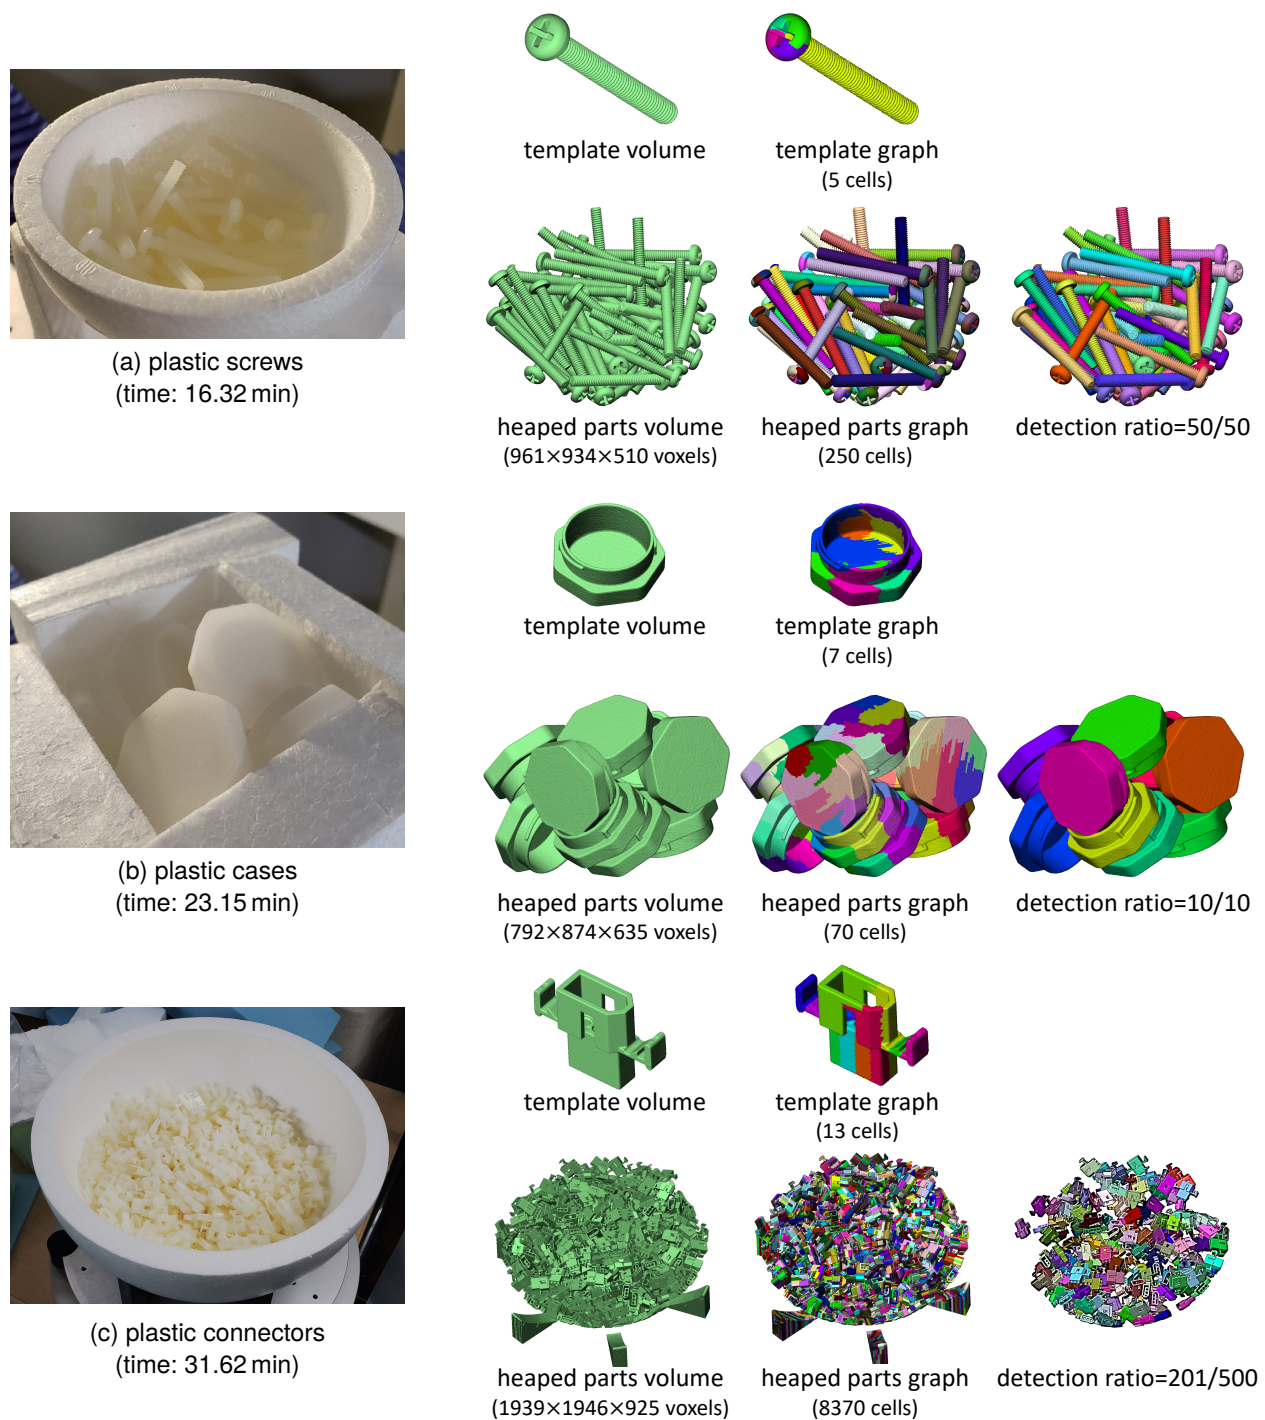 template volume
template graph
(5 cells)
(a) plastic screws
(time: 16.32 min)
heaped parts volume
(961×934×510 voxels)
heaped parts graph
(250 cells)
detection ratio=50/50
template volume
template graph
(7 cells)
(b) plastic cases
(time: 23.15 min)
heaped parts volume
(792×874×635 voxels)
heaped parts graph
(70 cells)
detection ratio=10/10
template volume
template graph
(13 cells)
(c) plastic connectors
(time: 31.62 min)
heaped parts volume
(1939×1946×925 voxels)
heaped parts graph
(8370 cells)
detection ratio=201/500